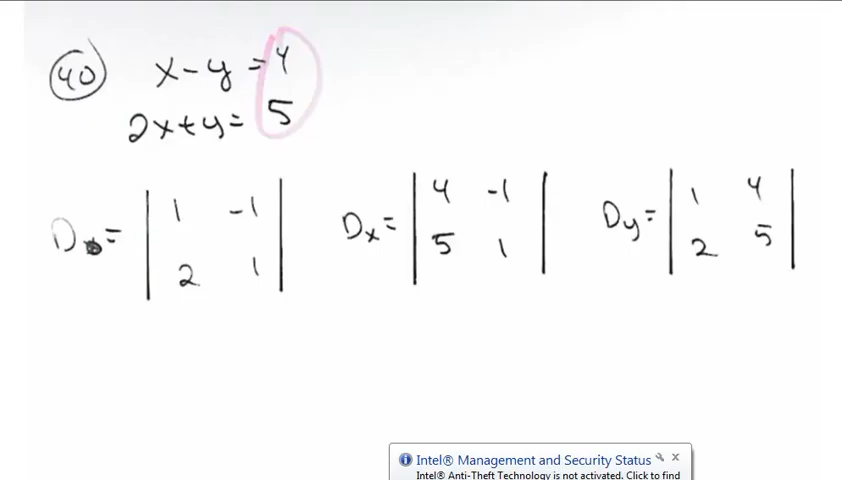 40 x - y = 4
2x + y = 5
D = | 1 -1 | Dx = | 4 -1 | Dy = | 1 4 |
| 2 1 | | 5 1 | | 2 5 |
Intel® Management and Security Status
Intel® Anti-Theft Technology is not activated. Click to find